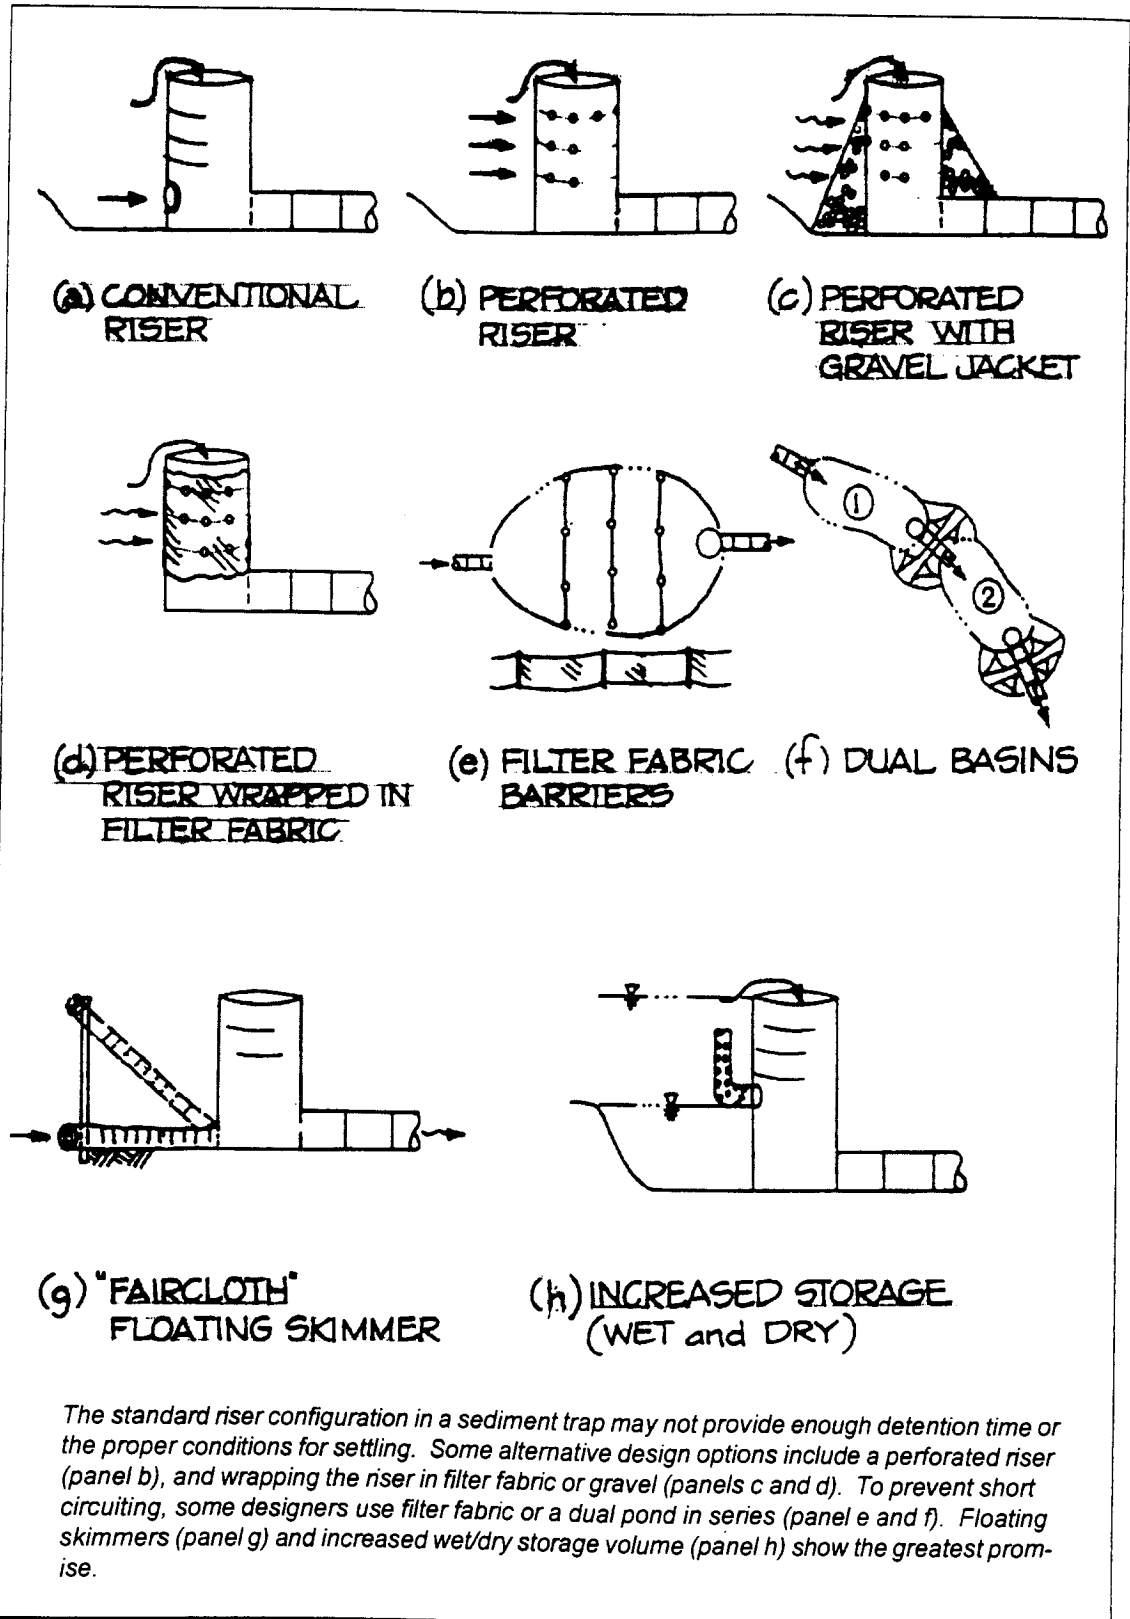 (a) CONVENTIONAL
RISER
(b) PERFORATED
RISER
(c) PERFORATED
RISER WITH
GRAVEL JACKET
1
2
(d) PERFORATED
RISER WRAPPED IN
FILTER FABRIC
(e) FILTER FABRIC
BARRIERS
(f) DUAL BASINS
(g) "FAIRCLOTH"
FLOATING SKIMMER
(h) INCREASED STORAGE
(WET and DRY)
The standard riser configuration in a sediment trap may not provide enough detention time or
the proper conditions for settling. Some alternative design options include a perforated riser
(panel b), and wrapping the riser in filter fabric or gravel (panels c and d). To prevent short
circuiting, some designers use filter fabric or a dual pond in series (panel e and f). Floating
skimmers (panel g) and increased wet/dry storage volume (panel h) show the greatest prom-
ise.